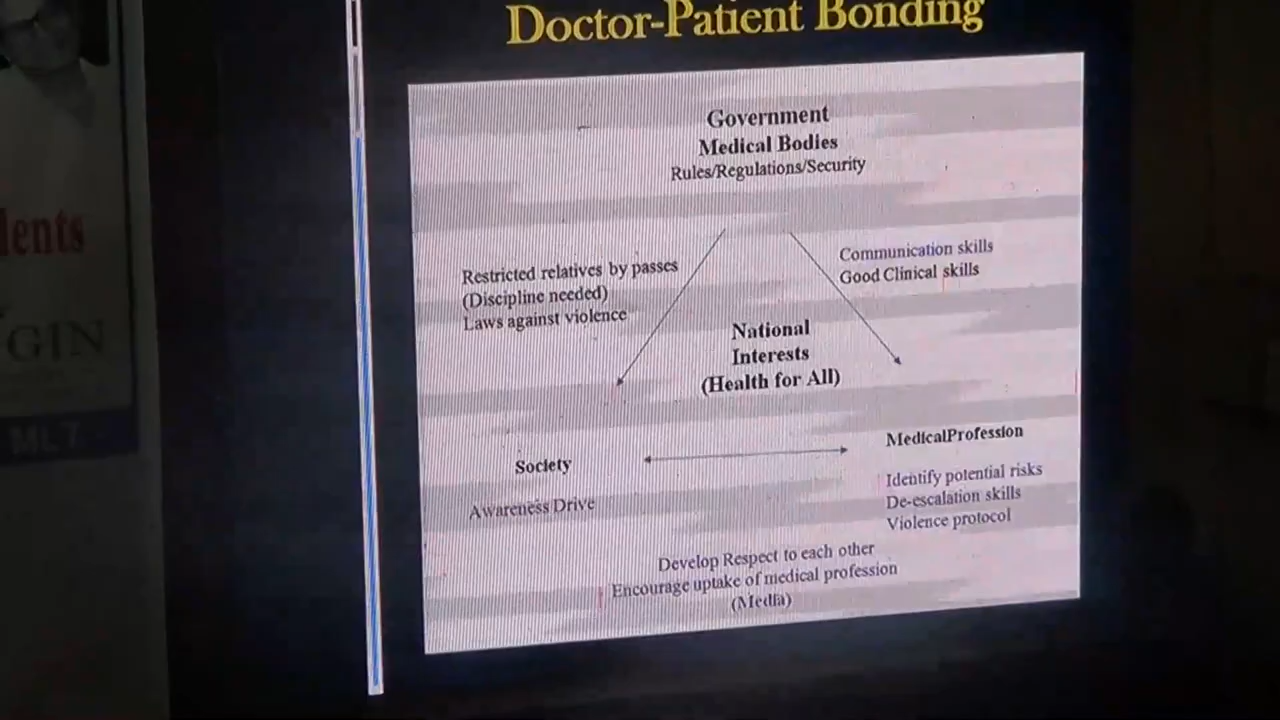 Doctor-Patient Bonding
Government
Medical Bodies
Rules/Regulations/Security
Restricted relatives by passes
(Discipline needed)
Laws against violence
Communication skills
Good Clinical skills
National
Interests
(Health for All)
Society
Awareness Drive
MedicalProfession
Identify potential risks
De-escalation skills
Violence protocol
Develop Respect to each other
Encourage uptake of medical profession
(Media)
lents
GIN